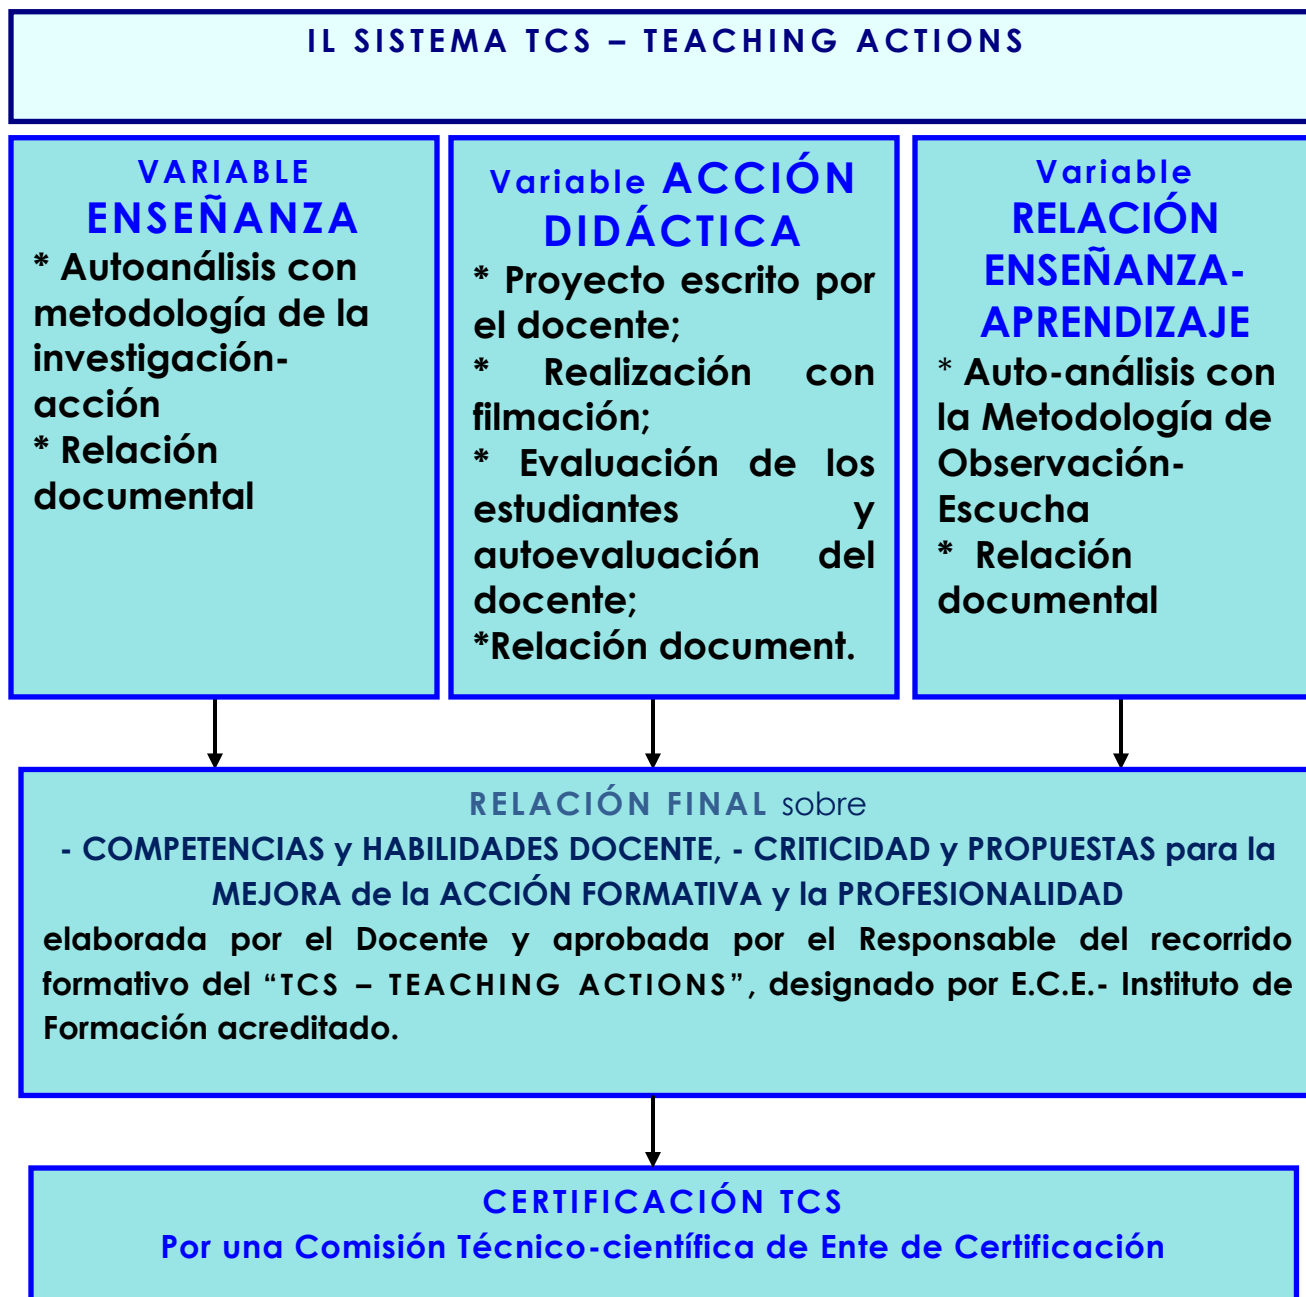 IL SISTEMA TCS – TEACHING ACTIONS
VARIABLE
ENSEÑANZA
* Autoanálisis con
metodología de la
investigación-
acción
* Relación
documental
Variable ACCIÓN
DIDÁCTICA
* Proyecto escrito por
el docente;
* Realización con
filmación;
* Evaluación de los
estudiantes y
autoevaluación del
docente;
*Relación document.
Variable
RELACIÓN
ENSEÑANZA-
APRENDIZAJE
* Auto-análisis con
la Metodología de
Observación-
Escucha
* Relación
documental
RELACIÓN FINAL sobre
- COMPETENCIAS y HABILIDADES DOCENTE, - CRITICIDAD y PROPUESTAS para la
MEJORA de la ACCIÓN FORMATIVA y la PROFESIONALIDAD
elaborada por el Docente y aprobada por el Responsable del recorrido
formativo del “TCS – TEACHING ACTIONS”, designado por E.C.E.- Instituto de
Formación acreditado.
CERTIFICACIÓN TCS
Por una Comisión Técnico-científica de Ente de Certificación